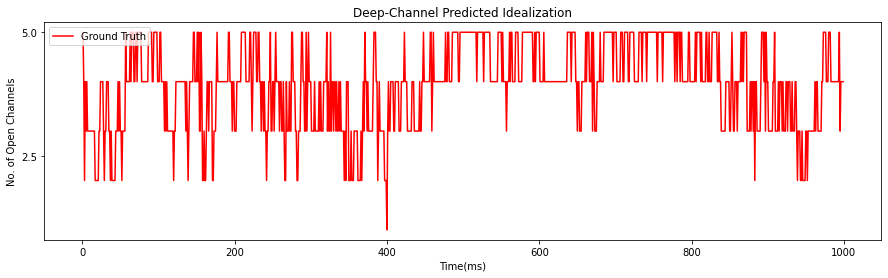 Deep-Channel Predicted Idealization
Ground Truth
5.0
2.5
No. of Open Channels
0
200
400
600
800
1000
Time(ms)